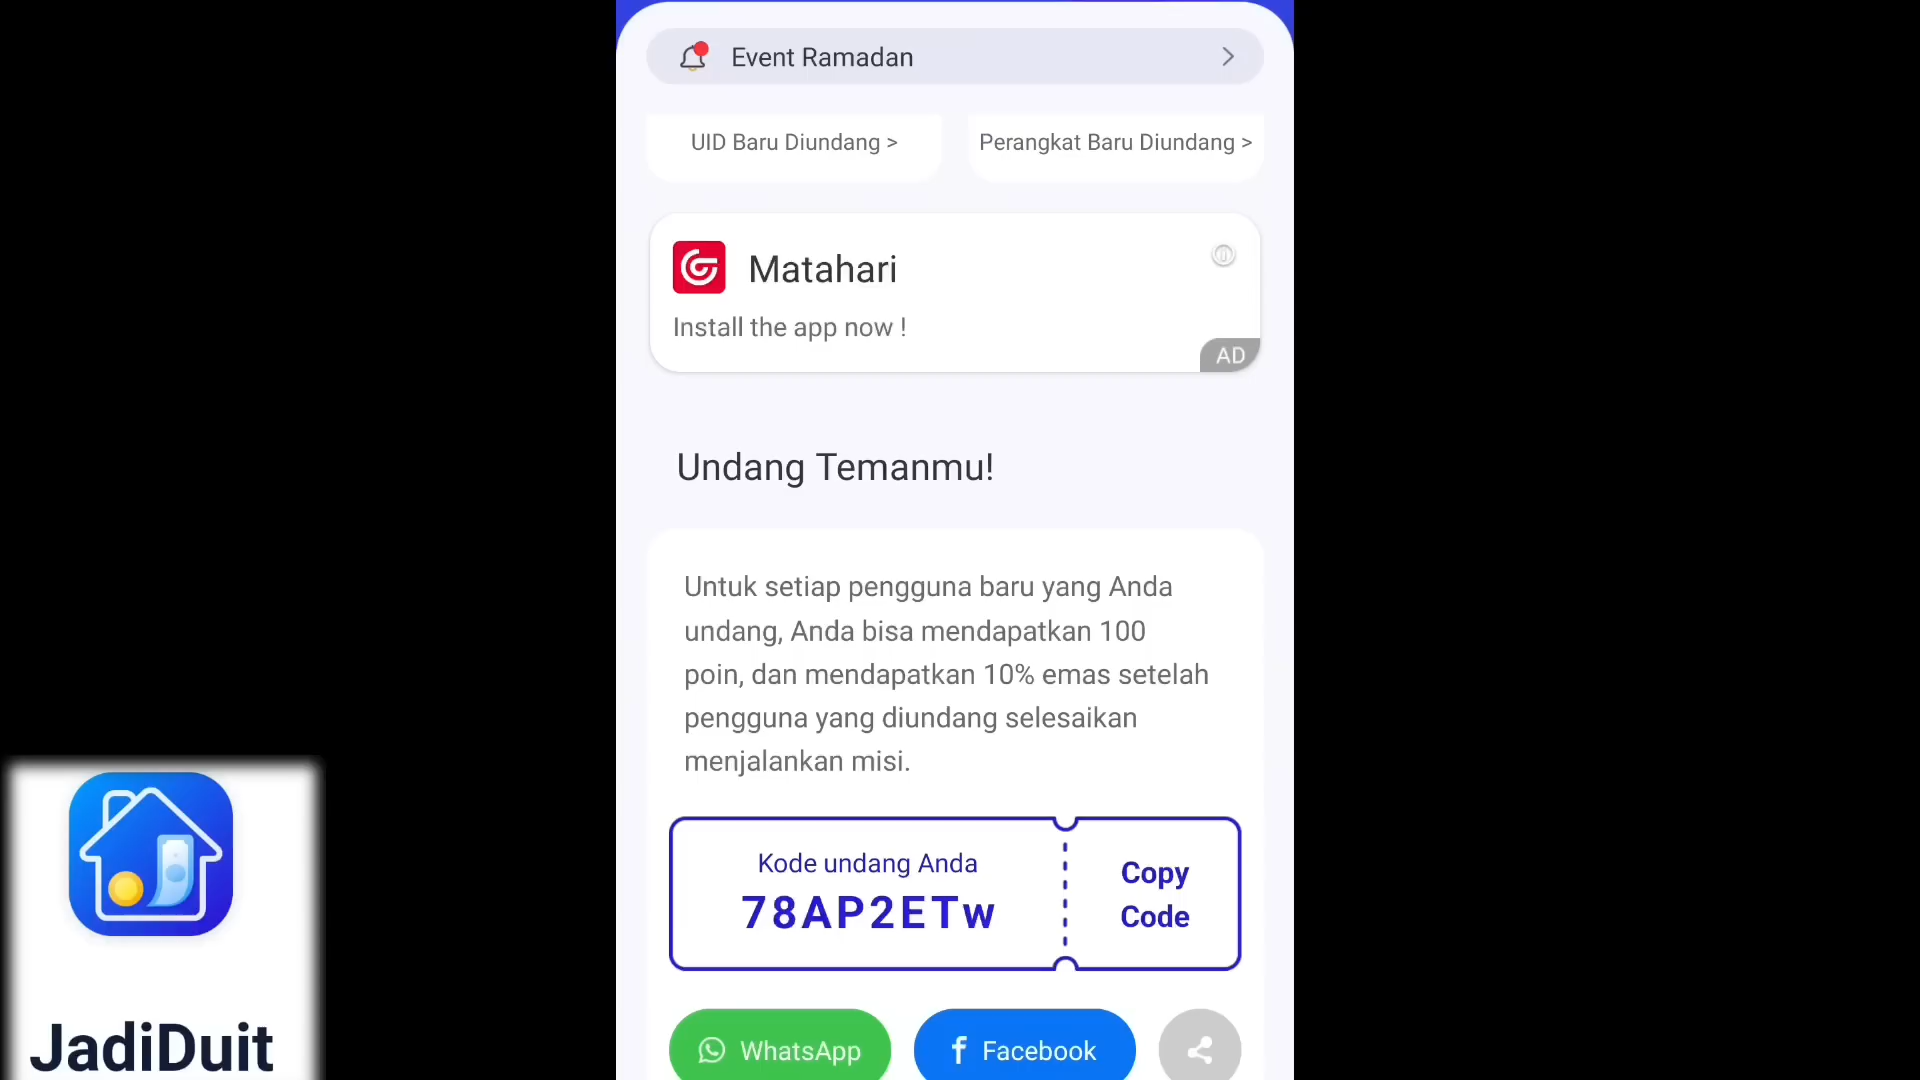 Event Ramadan
UID Baru Diundang >
Perangkat Baru Diundang >
Matahari
Install the app now !
AD
Undang Temanmu!
Untuk setiap pengguna baru yang Anda
undang, Anda bisa mendapatkan 100
poin, dan mendapatkan 10% emas setelah
pengguna yang diundang selesaikan
menjalankan misi.
Kode undang Anda
78AP2ETw
Copy
Code
WhatsApp
Facebook
JadiDuit